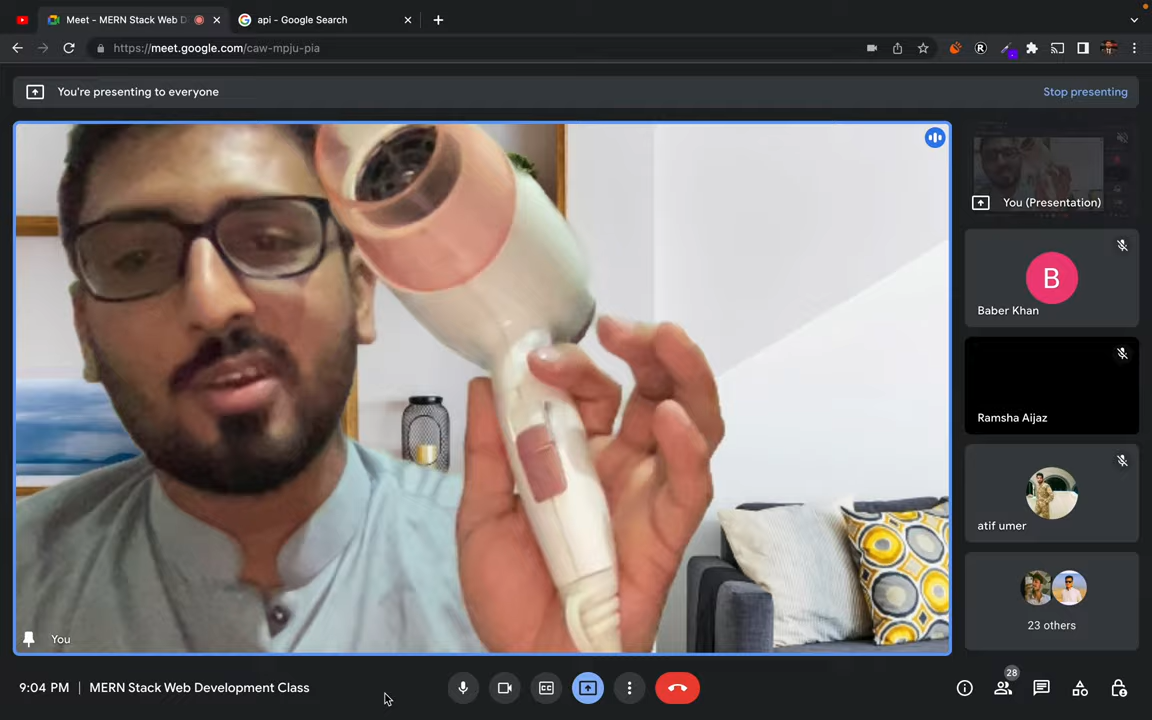 Meet - MERN Stack Web D
api - Google Search
https://meet.google.com/caw-mpju-pia
R
You're presenting to everyone
Stop presenting
You (Presentation)
B
Baber Khan
Ramsha Aijaz
atif umer
23 others
You
9:04 PM | MERN Stack Web Development Class
CC
28